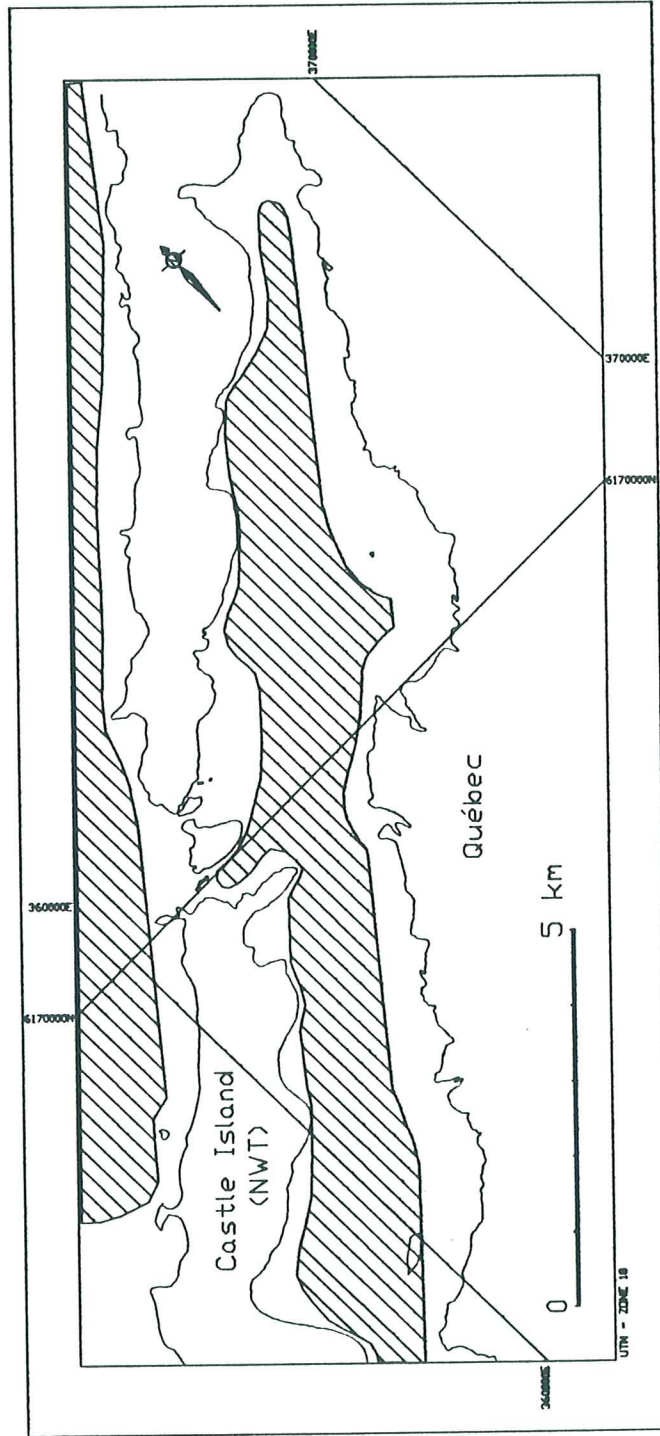 6170000N
360000E
370000E
Castle Island
(NWT)
Québec
0 5 km
360000E
UTM - ZONE 18
6170000N
370000E